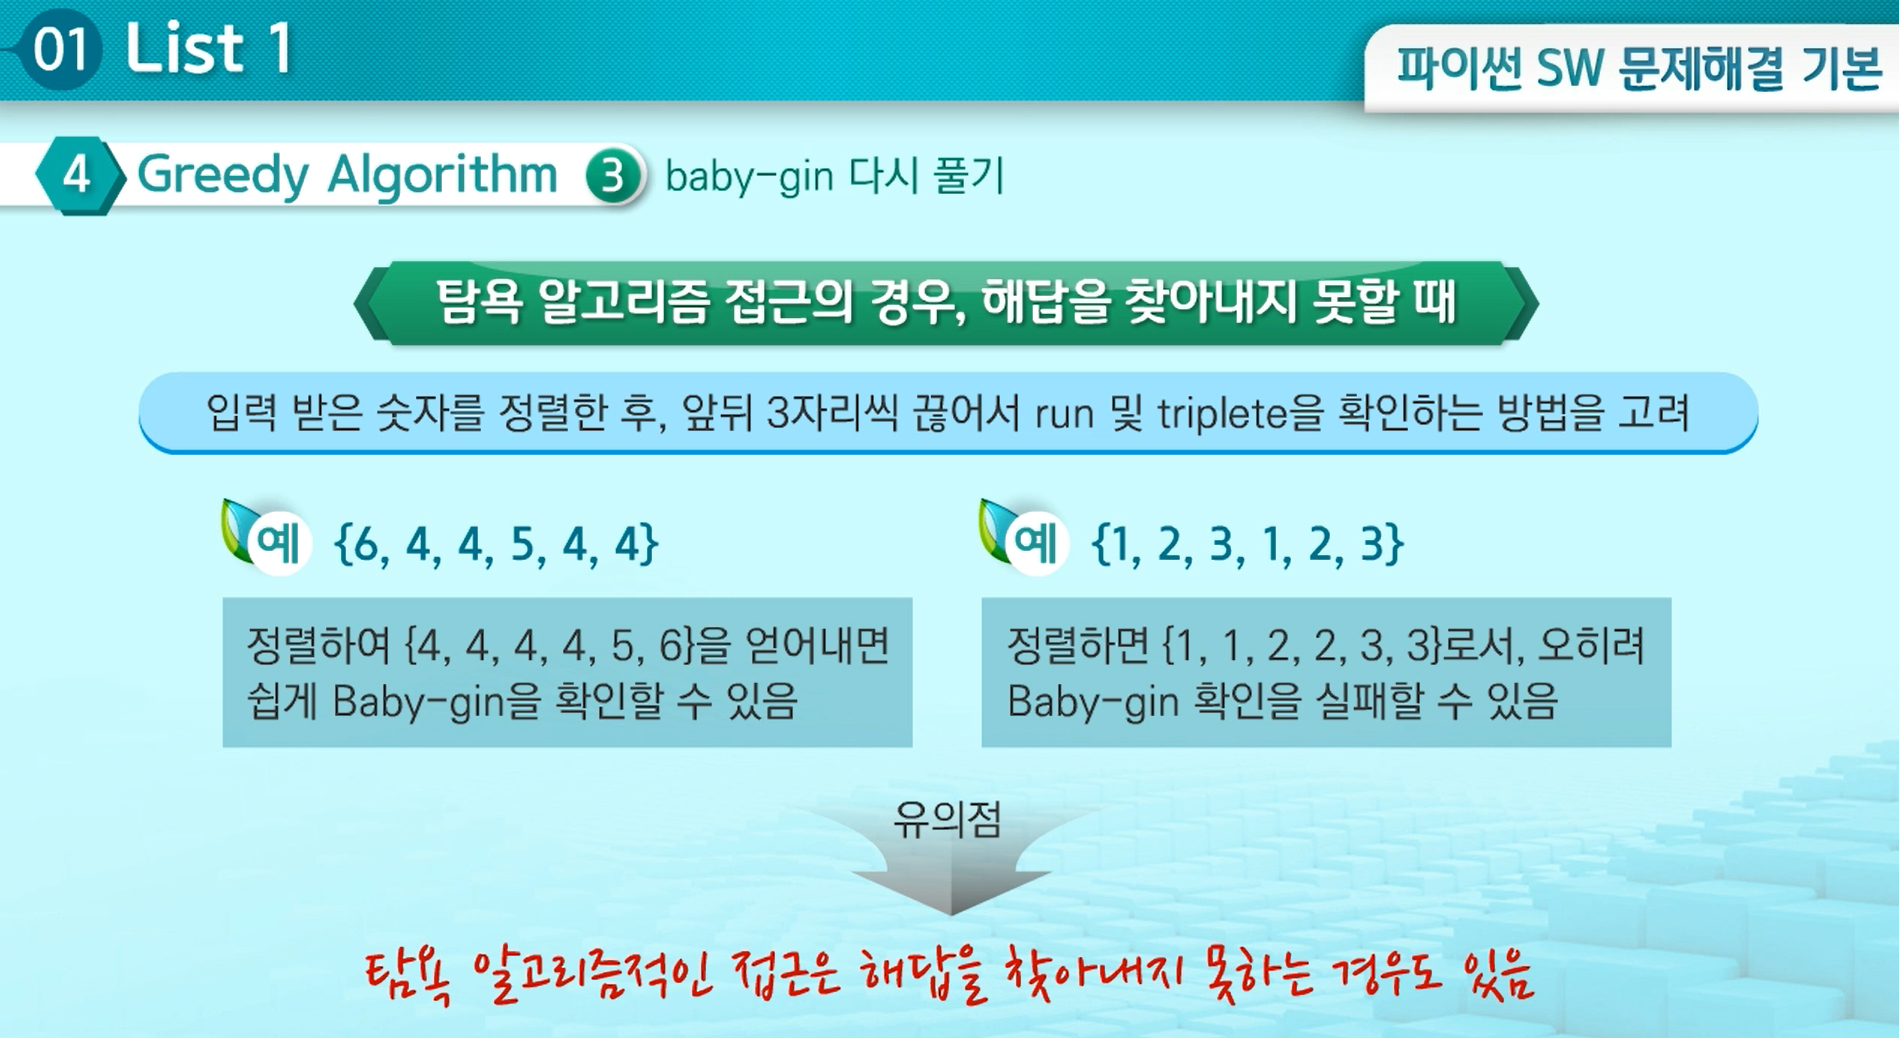 01 List 1
파이썬 SW 문제해결 기본
4 Greedy Algorithm 3 baby-gin 다시 풀기
탐욕 알고리즘 접근의 경우, 해답을 찾아내지 못할 때
입력 받은 숫자를 정렬한 후, 앞뒤 3자리씩 끊어서 run 및 triplete을 확인하는 방법을 고려
예 {6, 4, 4, 5, 4, 4}
정렬하여 {4, 4, 4, 4, 5, 6}을 얻어내면
쉽게 Baby-gin을 확인할 수 있음
예 {1, 2, 3, 1, 2, 3}
정렬하면 {1, 1, 2, 2, 3, 3}로서, 오히려
Baby-gin 확인을 실패할 수 있음
유의점
탐욕 알고리즘적인 접근은 해답을 찾아내지 못하는 경우도 있음